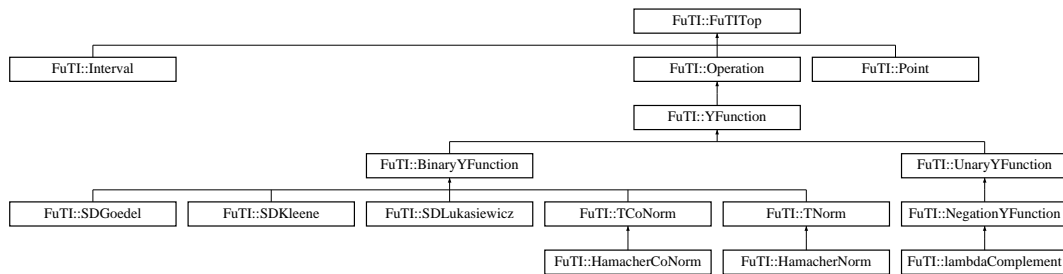 FuTI::FuTITop
FuTI::Interval
FuTI::Operation
FuTI::Point
FuTI::YFunction
FuTI::BinaryYFunction
FuTI::UnaryYFunction
FuTI::SDGoedel
FuTI::SDKleene
FuTI::SDLukasiewicz
FuTI::TCoNorm
FuTI::TNorm
FuTI::NegationYFunction
FuTI::HamacherCoNorm
FuTI::HamacherNorm
FuTI::lambdaComplement